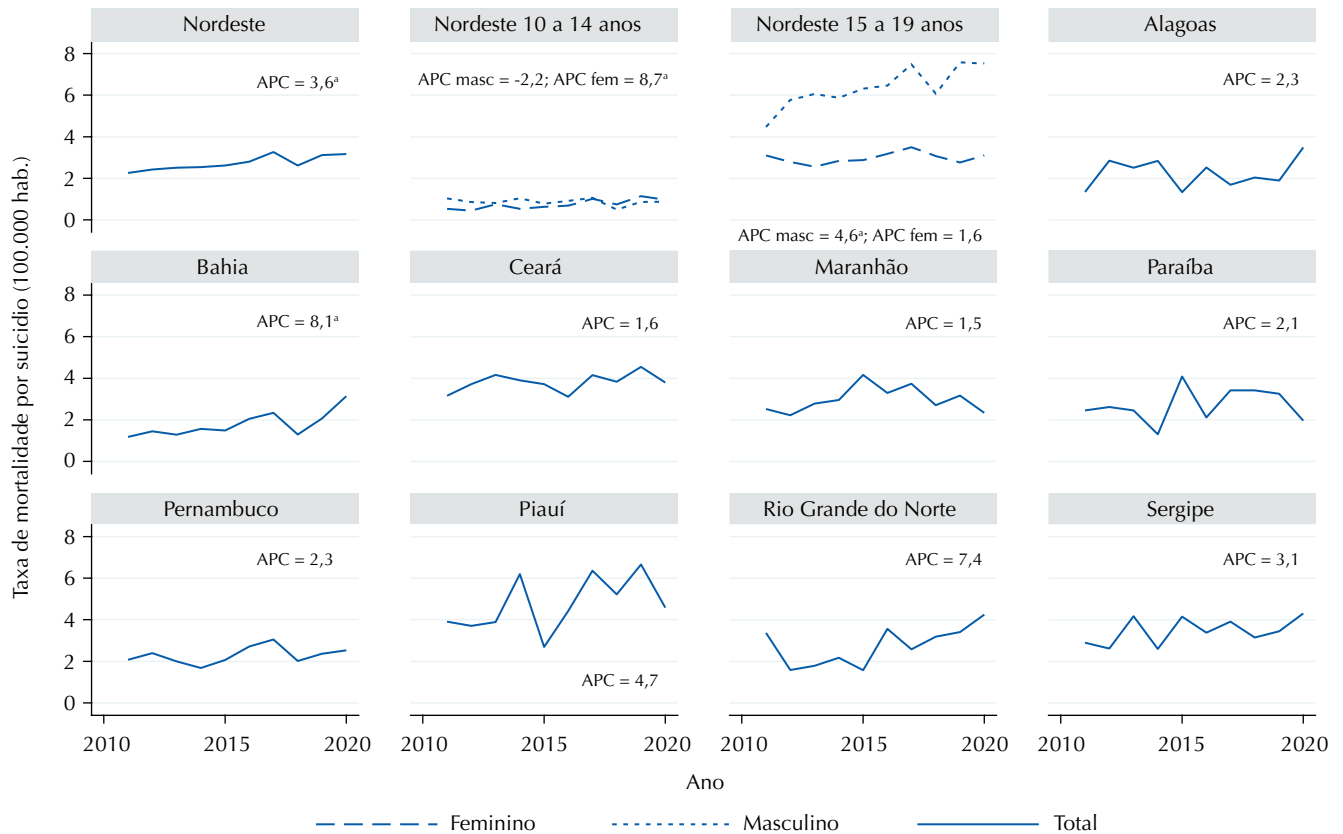 Taxa de mortalidade por suicidio (100.000 hab.)
Nordeste
Nordeste 10 a 14 anos
Nordeste 15 a 19 anos
Alagoas
8
6
4
2
0
APC = 3,6ᵃ
APC masc = -2,2; APC fem = 8,7ᵃ
APC masc = 4,6ᵃ; APC fem = 1,6
APC = 2,3
Bahia
Ceará
Maranhão
Paraíba
8
6
4
2
0
APC = 8,1ᵃ
APC = 1,6
APC = 1,5
APC = 2,1
Pernambuco
Piauí
Rio Grande do Norte
Sergipe
8
6
4
2
0
APC = 2,3
APC = 4,7
APC = 7,4
APC = 3,1
2010 2015 2020
2010 2015 2020
2010 2015 2020
2010 2015 2020
Ano
Feminino Masculino Total